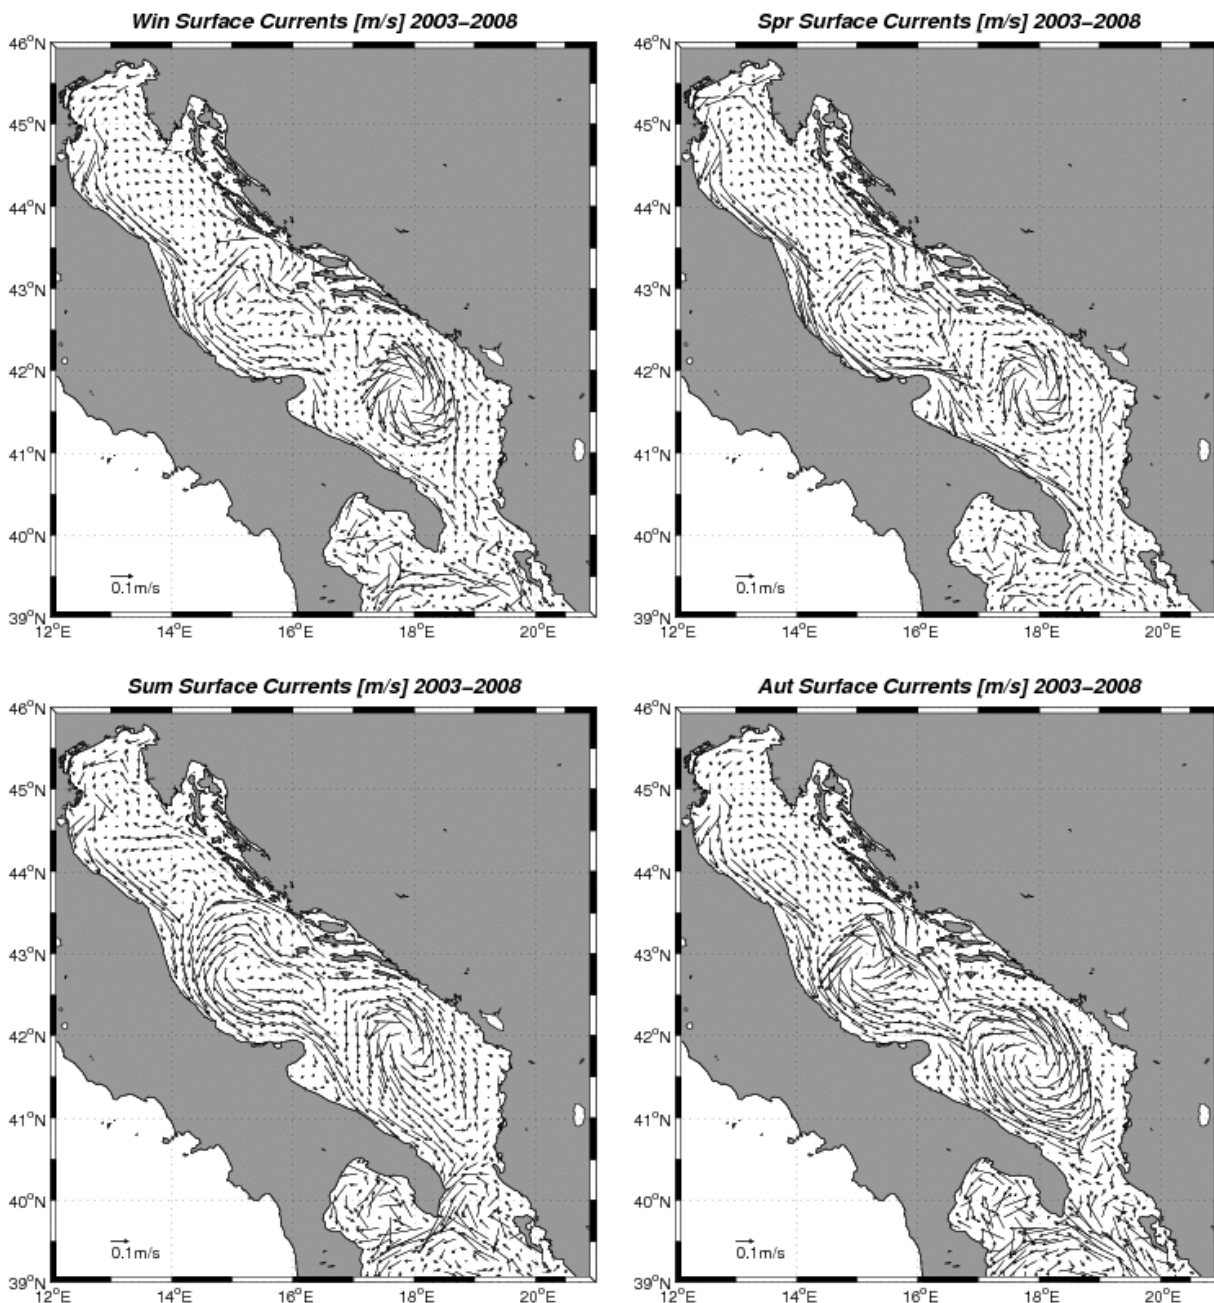 Win Surface Currents [m/s] 2003−2008
46°N
45°N
44°N
43°N
42°N
41°N
40°N
39°N
0.1m/s
12°E 14°E 16°E 18°E 20°E
Spr Surface Currents [m/s] 2003−2008
46°N
45°N
44°N
43°N
42°N
41°N
40°N
39°N
0.1m/s
12°E 14°E 16°E 18°E 20°E
Sum Surface Currents [m/s] 2003−2008
46°N
45°N
44°N
43°N
42°N
41°N
40°N
39°N
0.1m/s
12°E 14°E 16°E 18°E 20°E
Aut Surface Currents [m/s] 2003−2008
46°N
45°N
44°N
43°N
42°N
41°N
40°N
39°N
0.1m/s
12°E 14°E 16°E 18°E 20°E